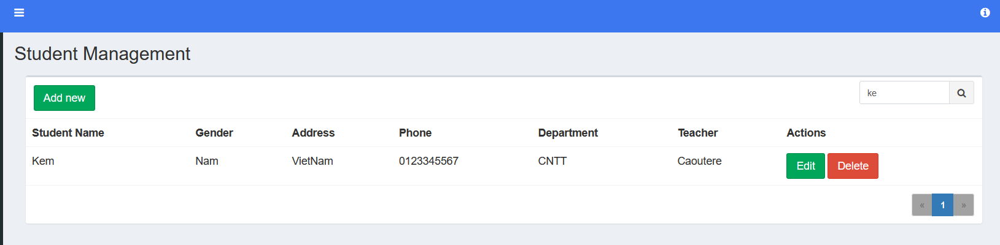 Student Management
Add new
ke
Student Name Gender Address Phone Department Teacher Actions
Kem Nam VietNam 0123345567 CNTT Caoutere Edit Delete
« 1 »